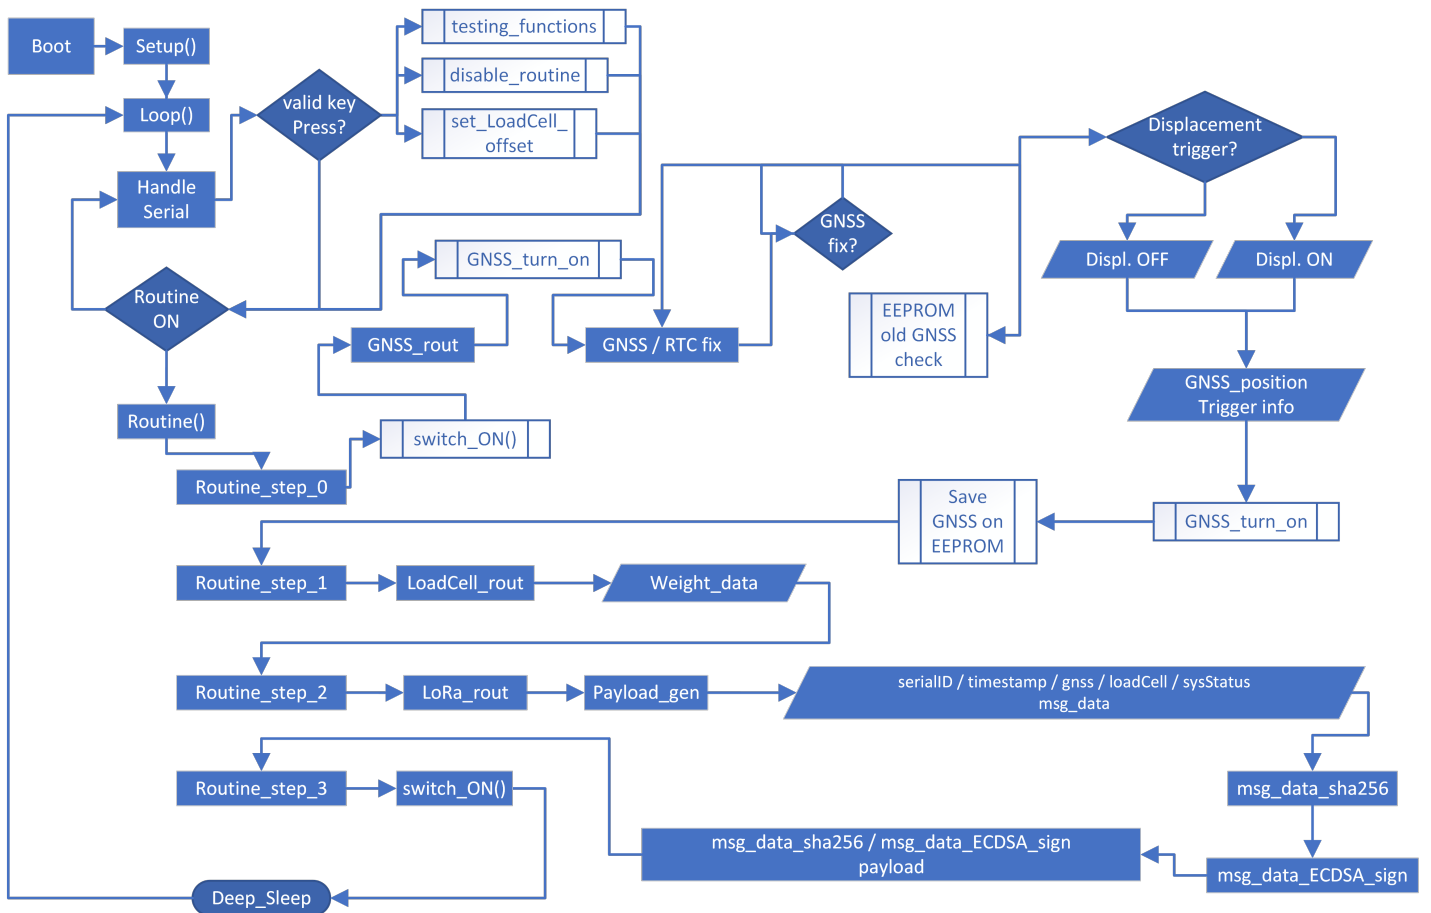 Boot
Setup()
Loop()
Handle
Serial
valid key
Press?
testing_functions
disable_routine
set_LoadCell_
offset
Routine
ON
Routine()
Routine_step_0
switch_ON()
GNSS_rout
GNSS_turn_on
GNSS / RTC fix
GNSS
fix?
EEPROM
old GNSS
check
Displacement
trigger?
Displ. OFF
Displ. ON
GNSS_position
Trigger info
GNSS_turn_on
Save
GNSS on
EEPROM
Routine_step_1
LoadCell_rout
Weight_data
Routine_step_2
LoRa_rout
Payload_gen
serialID / timestamp / gnss / loadCell / sysStatus
msg_data
msg_data_sha256
msg_data_ECDSA_sign
msg_data_sha256 / msg_data_ECDSA_sign
payload
Routine_step_3
switch_ON()
Deep_Sleep